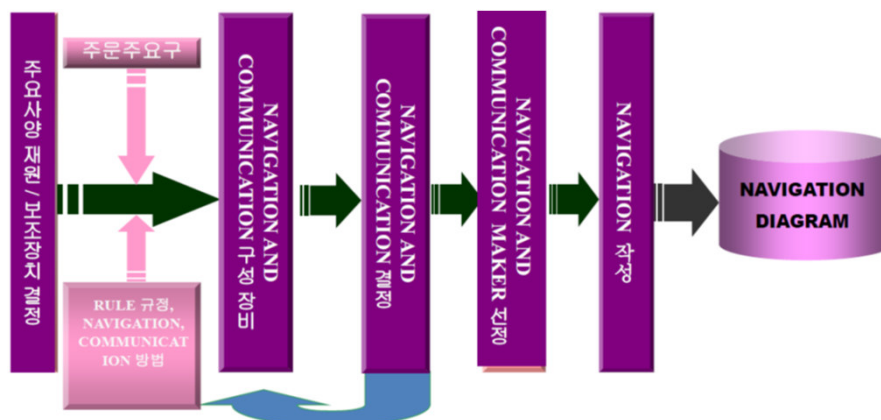 주요사양 재원 / 보조장치 결정
주문주요구
RULE 규정,
NAVIGATION,
COMMUNICAT
ION 방법
NAVIGATION AND
COMMUNICATION 구성 장비
NAVIGATION AND
COMMUNICATION 결정
NAVIGATION AND
COMMUNICATION MAKER 선정
NAVIGATION 작성
NAVIGATION
DIAGRAM